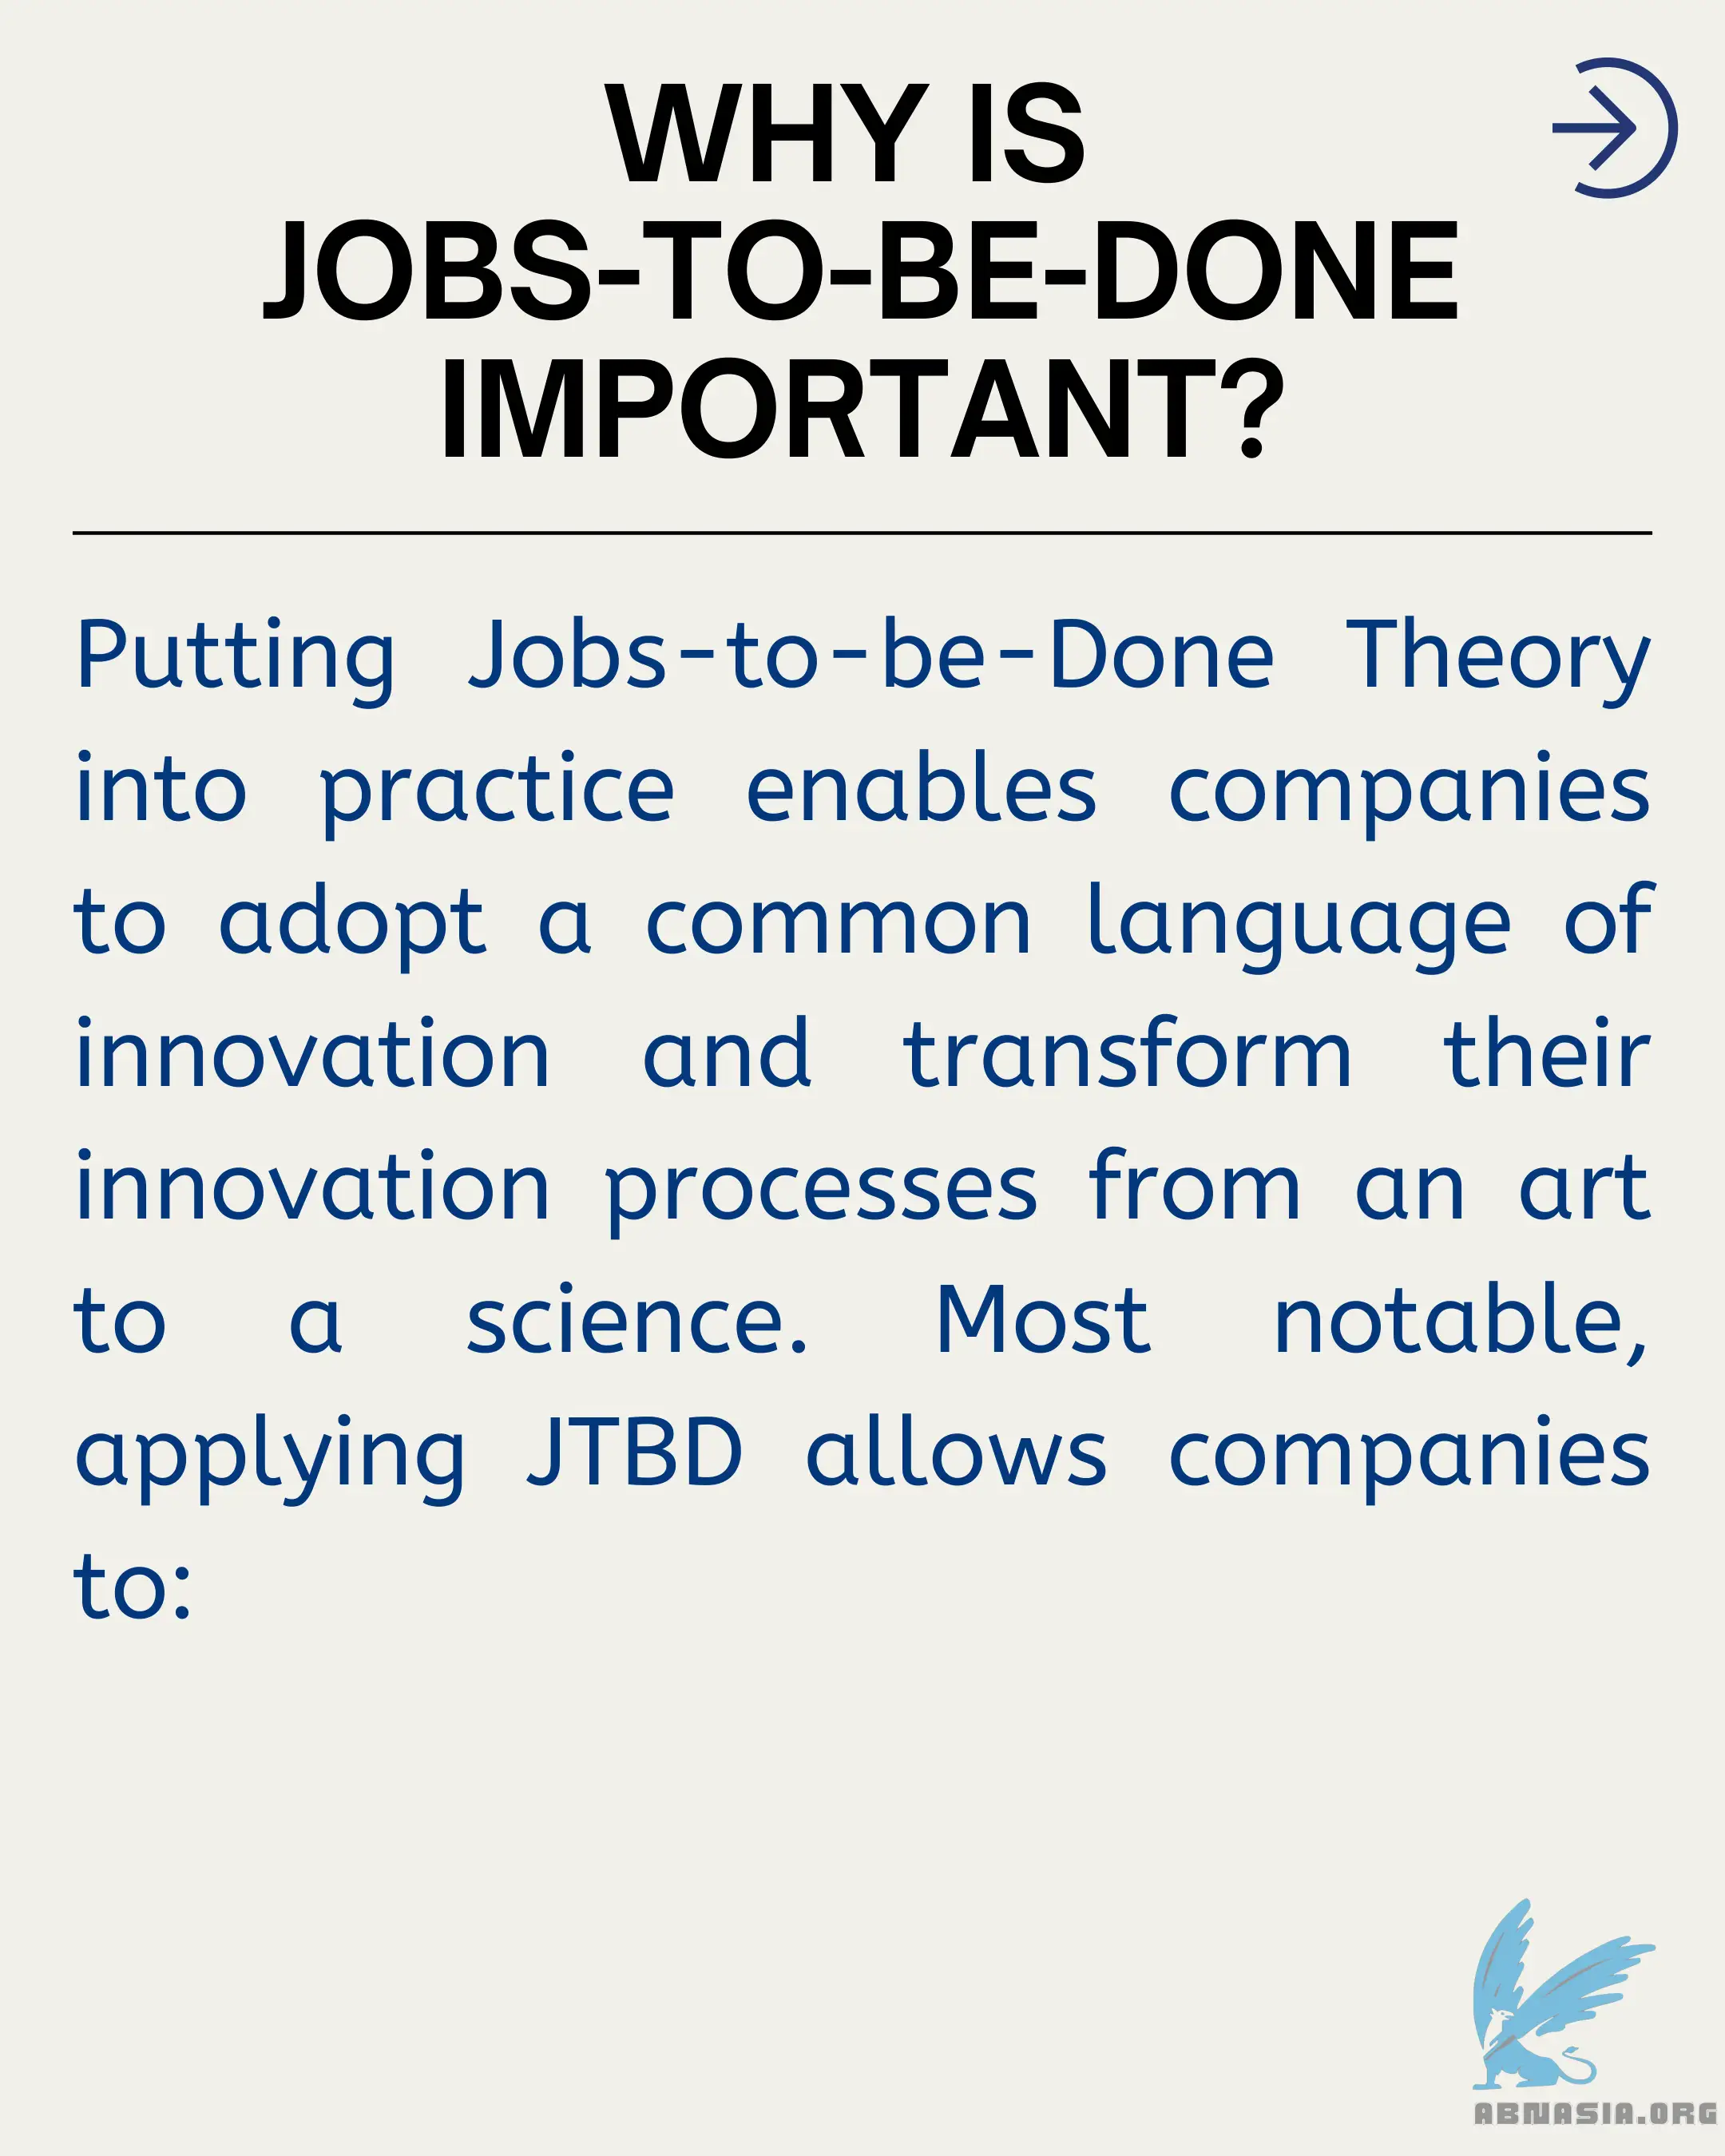 WHY IS
JOBS-TO-BE-DONE
IMPORTANT?
Putting Jobs-to-be-Done Theory
into practice enables companies
to adopt a common language of
innovation and transform their
innovation processes from an art
to a science. Most notable,
applying JTBD allows companies
to:
ABNASIA.ORG